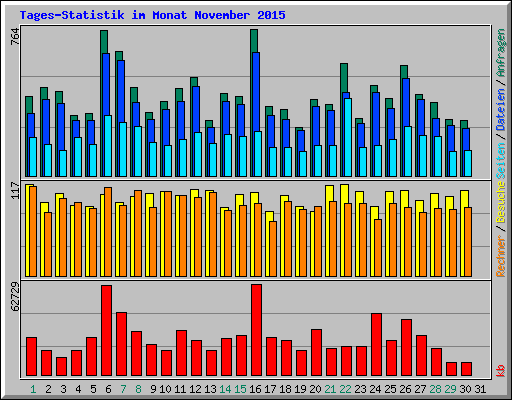 Tages-Statistik im Monat November 2015
764
117
62729
kb
Rechner / Besuche Seiten / Dateien / Anfragen
1 2 3 4 5 6 7 8 9 10 11 12 13 14 15 16 17 18 19 20 21 22 23 24 25 26 27 28 29 30 31